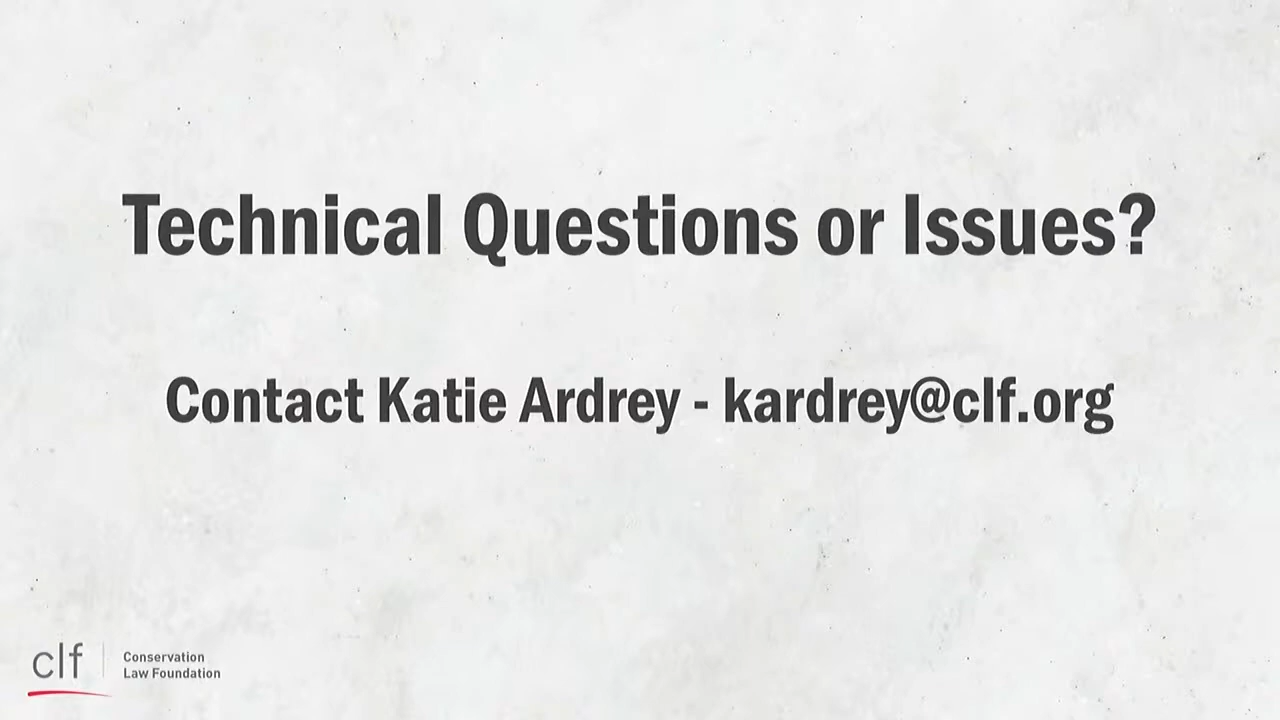 Technical Questions or Issues?
Contact Katie Ardrey - kardrey@clf.org
clf
Conservation
Law Foundation